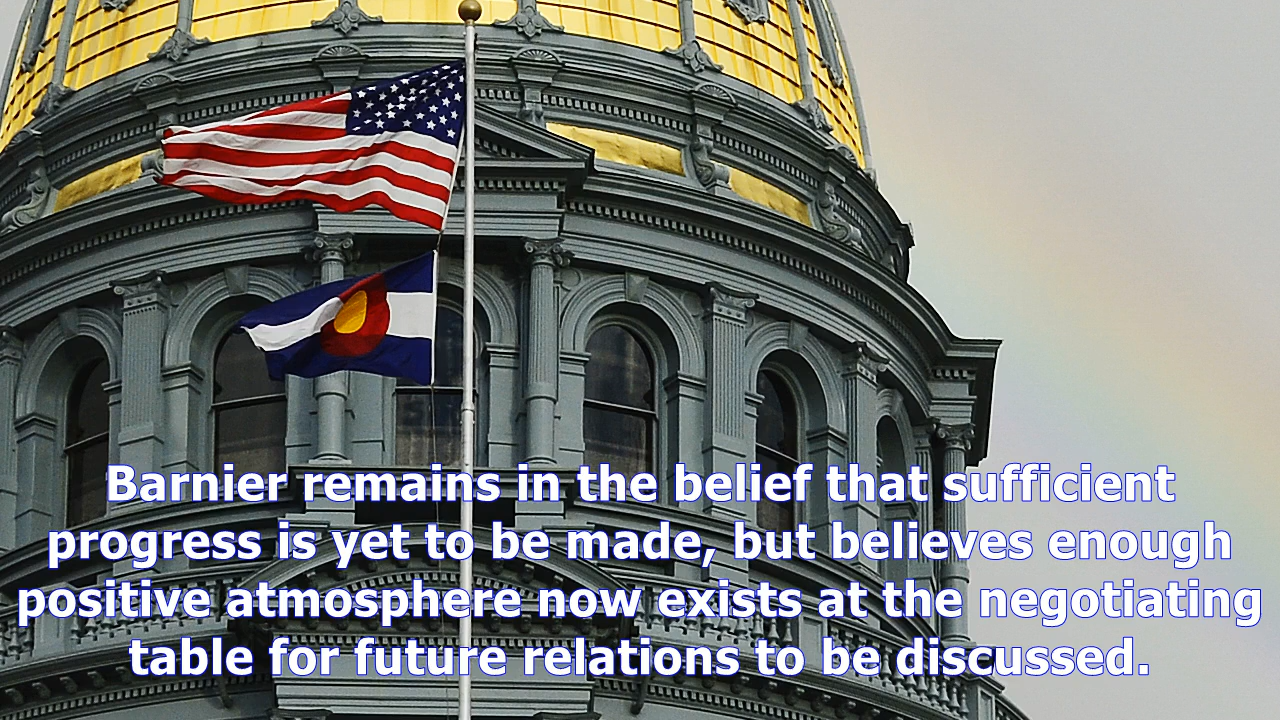 Barnier remains in the belief that sufficient
progress is yet to be made, but believes enough
positive atmosphere now exists at the negotiating
table for future relations to be discussed.